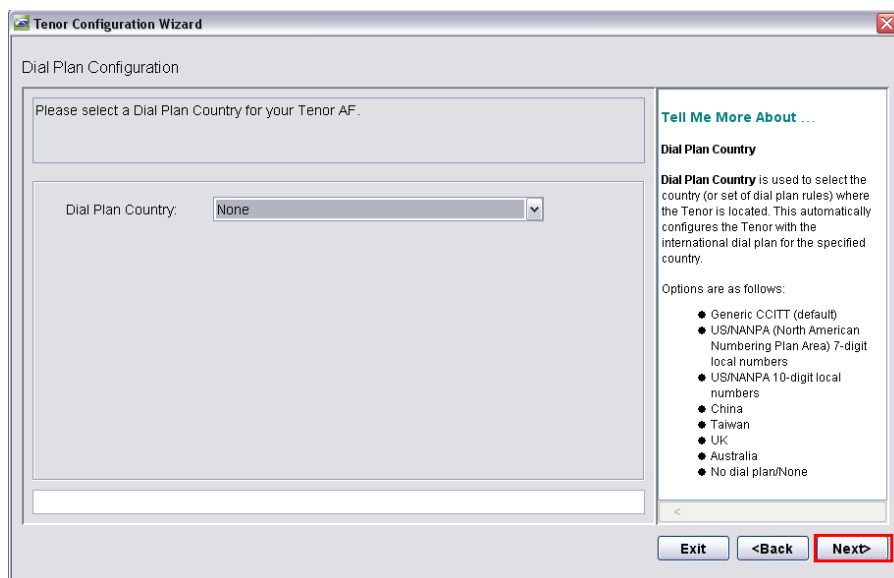 Tenor Configuration Wizard
Dial Plan Configuration
Please select a Dial Plan Country for your Tenor AF.
Dial Plan Country:
None
Tell Me More About ...
Dial Plan Country
Dial Plan Country is used to select the
country (or set of dial plan rules) where
the Tenor is located. This automatically
configures the Tenor with the
international dial plan for the specified
country.
Options are as follows:
● Generic CCITT (default)
● US/NANPA (North American
Numbering Plan Area) 7-digit
local numbers
● US/NANPA 10-digit local
numbers
● China
● Taiwan
● UK
● Australia
● No dial plan/None
<
Exit
<Back
Next>